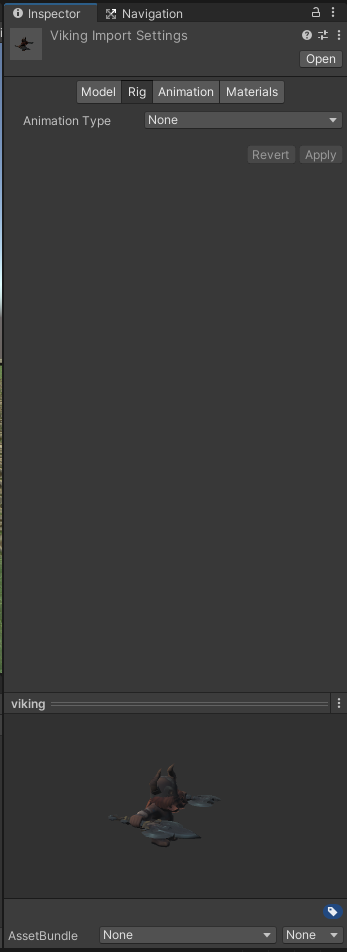 Inspector Navigation
Viking Import Settings
Open
Model Rig Animation Materials
Animation Type None
Revert Apply
viking
AssetBundle None None